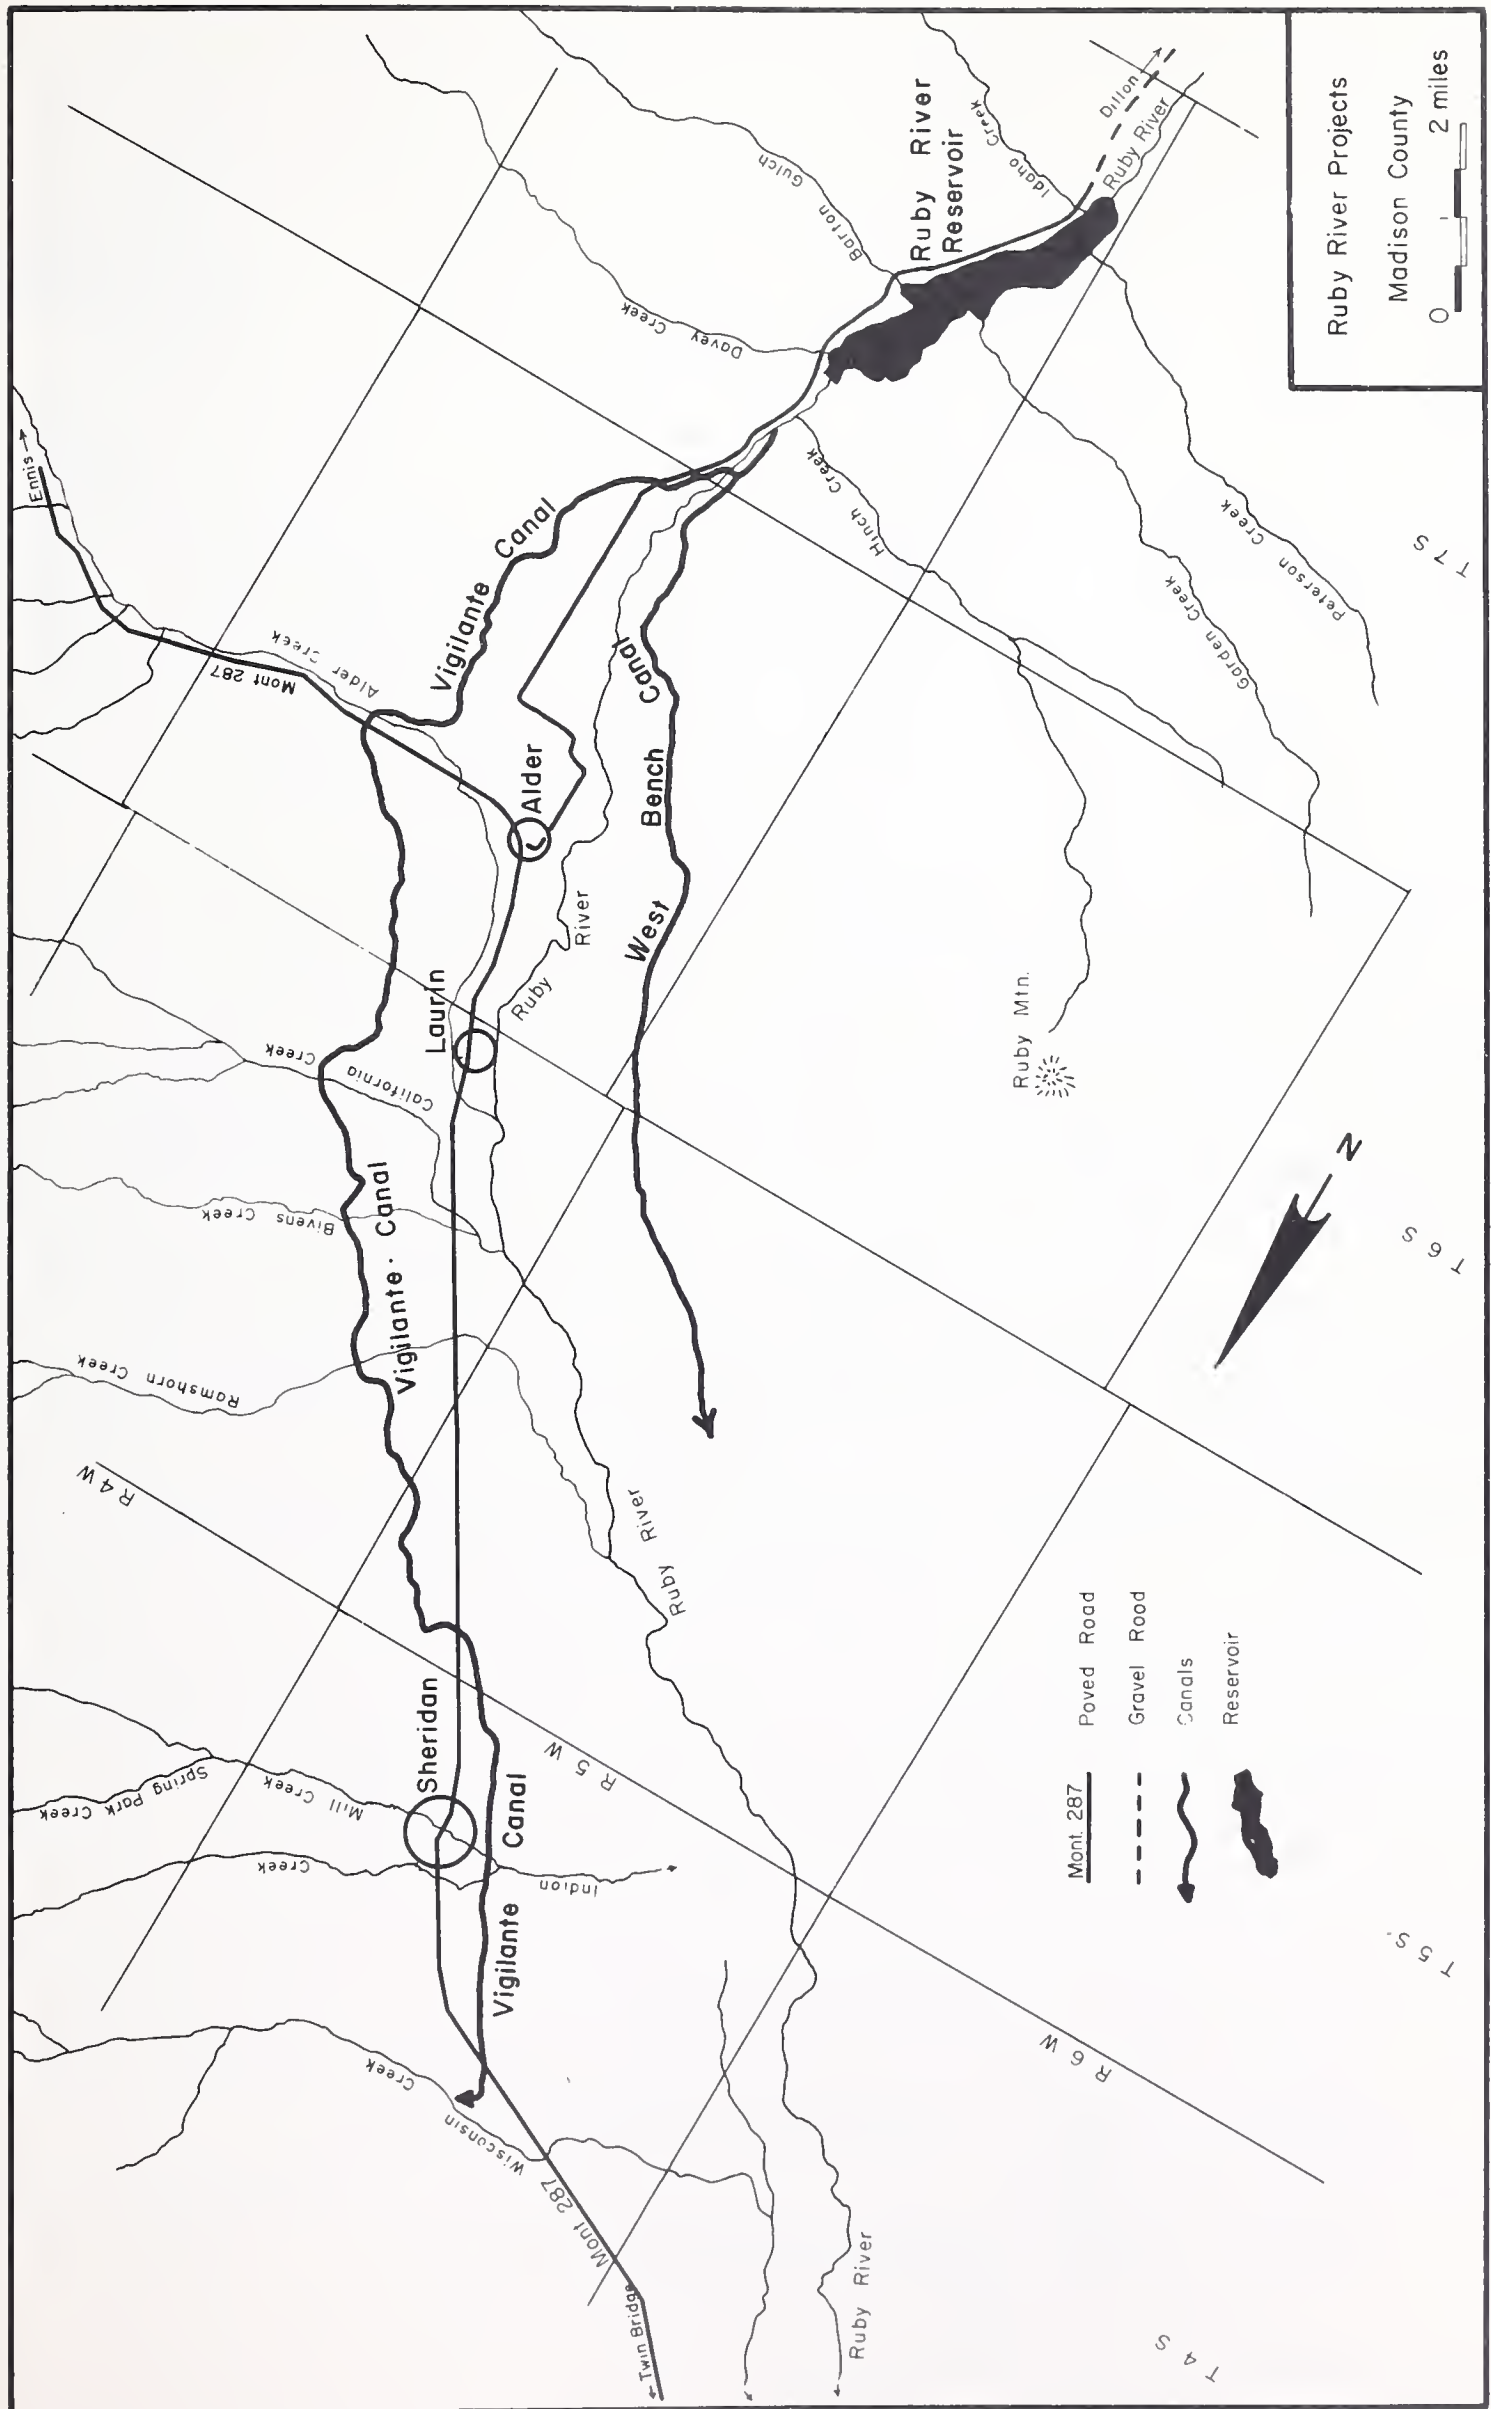 Ruby River Projects
Madison County
0 1 2 miles
Dillon→
Ruby River
Idaho Creek
Ruby River
Reservoir
Barton Gulch
Davey Creek
Hinch Creek
Garden Creek
Peterson Creek
T 7 S
Ennis→
Mont 287
Alder Creek
Vigilante Canal
Alder
West Bench Canal
Ruby River
Laurin
California Creek
Bivens Creek
Vigilante Canal
Ramshorn Creek
Ruby Mtn.
N
T 6 S
R 4 W
Ruby River
Ruby River
Sheridan
R 5 W
Spring Park Creek
Mill Creek
Indian Creek
Vigilante Canal
Wisconsin Creek
Mont 287
←Twin Bridge
Ruby River
R 6 W
T 5 S
T 4 S
Mont. 287 Paved Road
Gravel Road
Canals
Reservoir